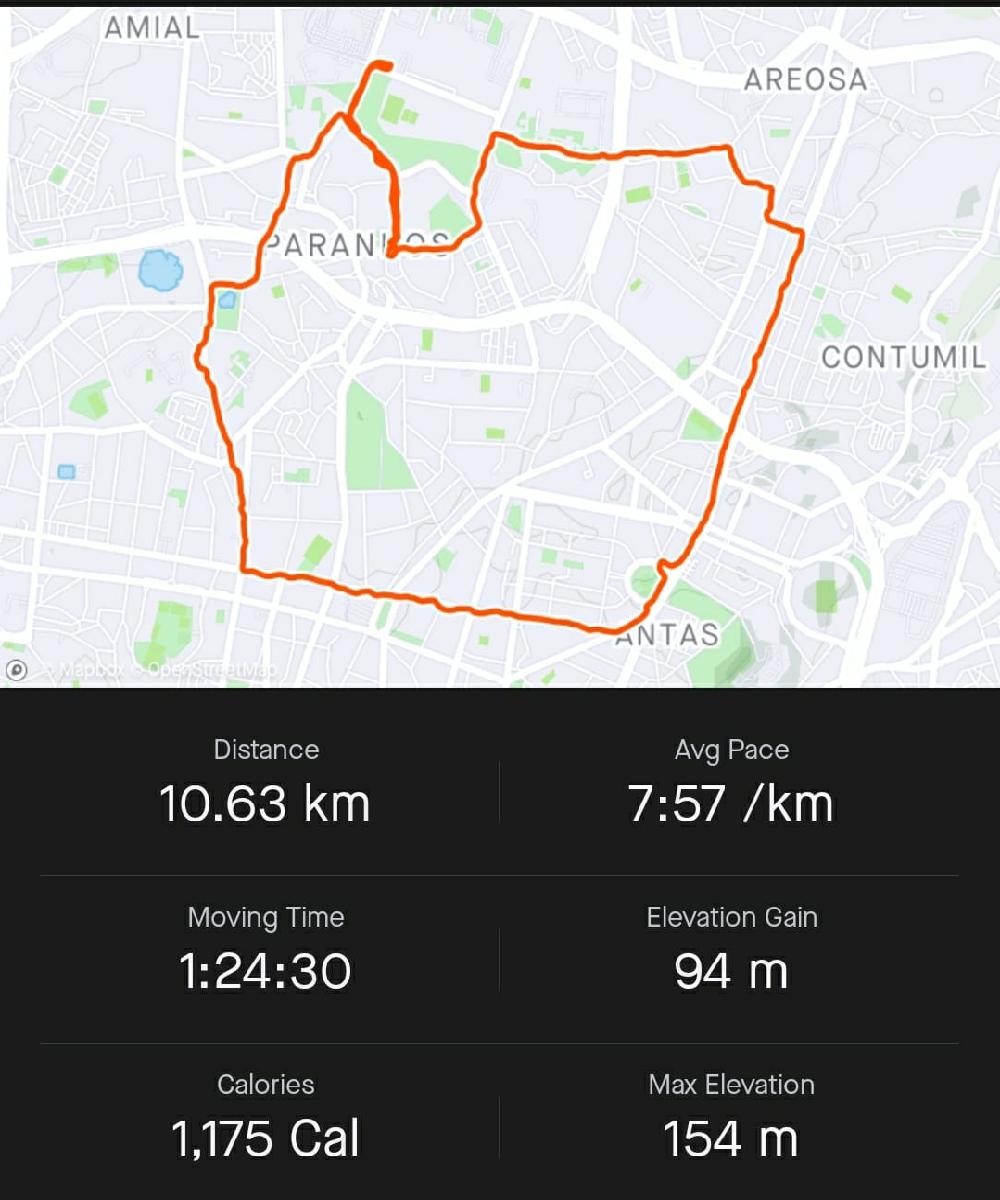 AMIAL
AREOSA
PARANHOS
CONTUMIL
ANTAS
© Mapbox © OpenStreetMap
Distance
Avg Pace
10.63 km
7:57 /km
Moving Time
Elevation Gain
1:24:30
94 m
Calories
Max Elevation
1,175 Cal
154 m